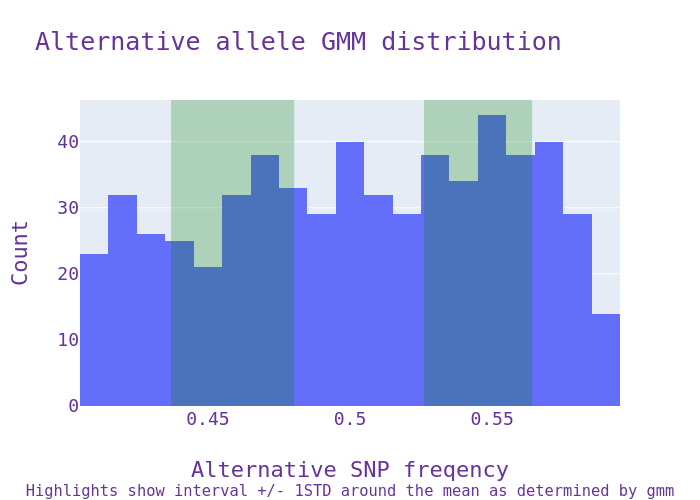 Alternative allele GMM distribution
40
30
20
10
0
Count
0.45
0.5
0.55
Alternative SNP freqency
Highlights show interval +/- 1STD around the mean as determined by gmm